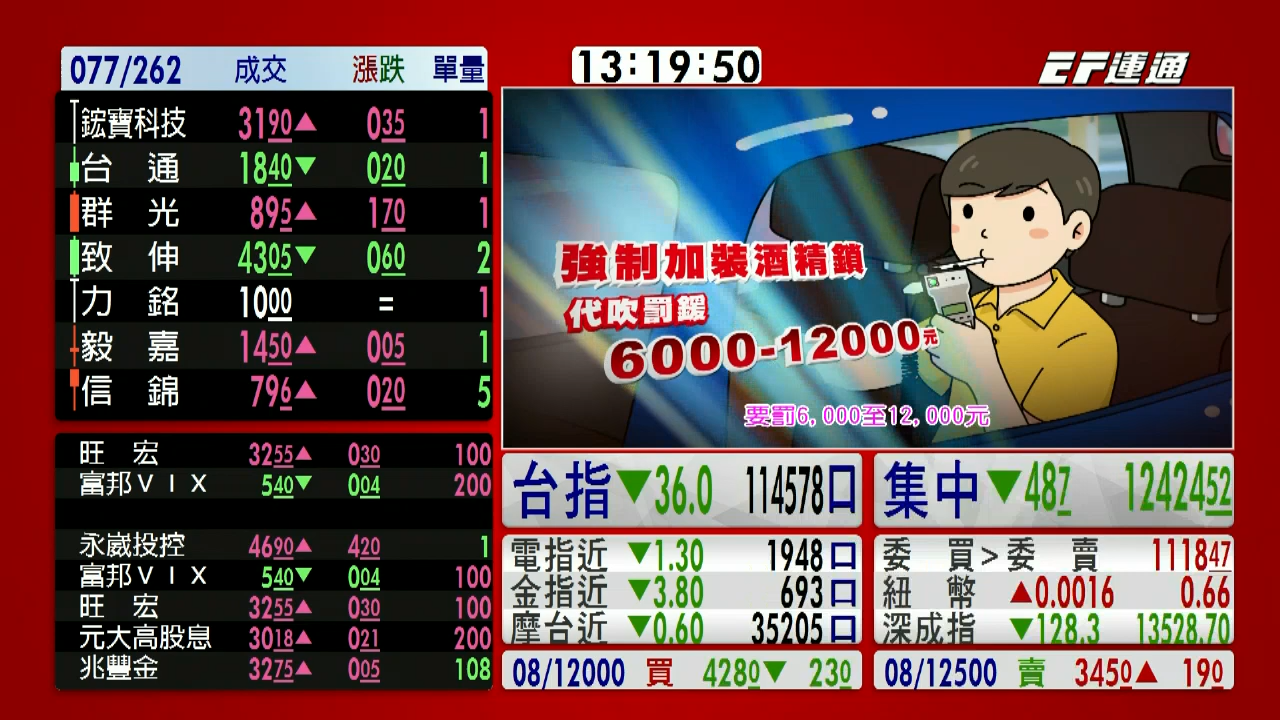 077/262 成交 漲跌 單量
鋐寶科技 3190▲ 035 1
台通 1840▼ 020 1
群光 895▲ 170 1
致伸 4305▼ 060 2
力銘 1000 = 1
毅嘉 1450▲ 005 1
信錦 796▲ 020 5
旺宏 3255▲ 030 100
富邦ＶＩＸ 540▼ 004 200
永崴投控 4690▲ 420 1
富邦ＶＩＸ 540▼ 004 100
旺宏 3255▲ 030 100
元大高股息 3018▲ 021 200
兆豐金 3275▲ 005 108
13:19:50
EF運通
強制加裝酒精鎖
代吹罰鍰
6000-12000元
要罰6,000至12,000元
台指▼36.0 114578口
電指近 ▼1.30 1948口
金指近 ▼3.80 693口
摩台近 ▼0.60 35205口
08/12000 買 4280▼ 230
集中▼487 1242452
委買>委賣 111847
紐幣 ▲0.0016 0.66
深成指 ▼128.3 13528.70
08/12500 賣 3450▲ 190